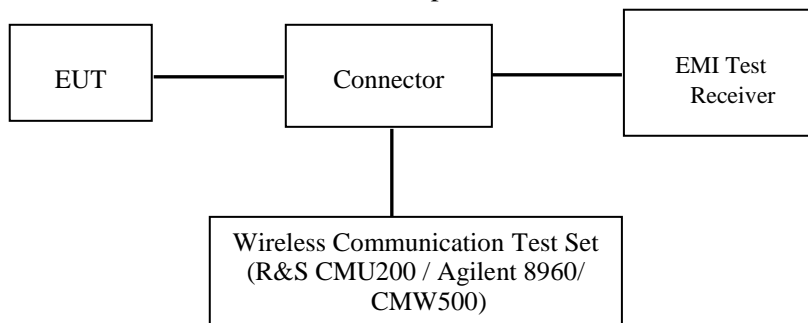 EUT
Connector
EMI Test
Receiver
Wireless Communication Test Set
(R&S CMU200 / Agilent 8960/
CMW500)